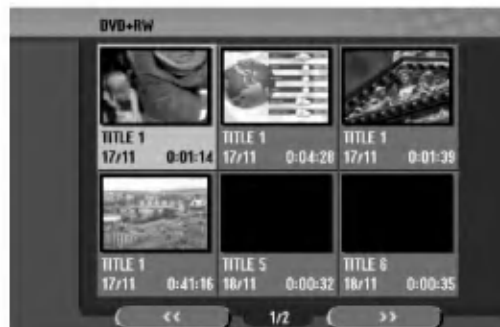 DVD+RW
TITLE 1 TITLE 1 TITLE 1
17/11 0:01:14 17/11 0:04:28 17/11 0:01:39
TITLE 1 TITLE 5 TITLE 6
17/11 0:41:16 18/11 0:00:32 18/11 0:00:35
<< 1/2 >>